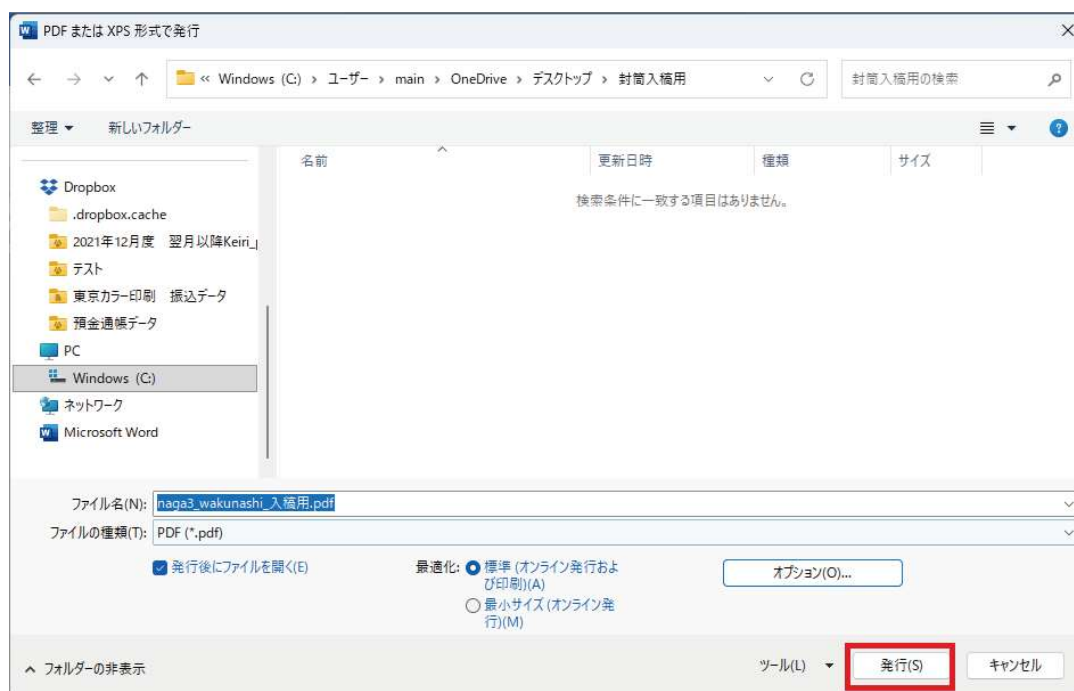 PDF または XPS 形式で発行
« Windows (C:) › ユーザー › main › OneDrive › デスクトップ › 封筒入稿用
封筒入稿用の検索
整理
新しいフォルダー
名前
更新日時
種類
サイズ
検索条件に一致する項目はありません。
Dropbox
.dropbox.cache
2021年12月度 翌月以降Keiri_
テスト
東京カラー印刷 振込データ
預金通帳データ
PC
Windows (C:)
ネットワーク
Microsoft Word
ファイル名(N): naga3_wakunashi_入稿用.pdf
ファイルの種類(T): PDF (*.pdf)
発行後にファイルを開く(E)
最適化:
標準 (オンライン発行およ
び印刷)(A)
最小サイズ (オンライン発
行)(M)
オプション(O)...
フォルダーの非表示
ツール(L)
発行(S)
キャンセル